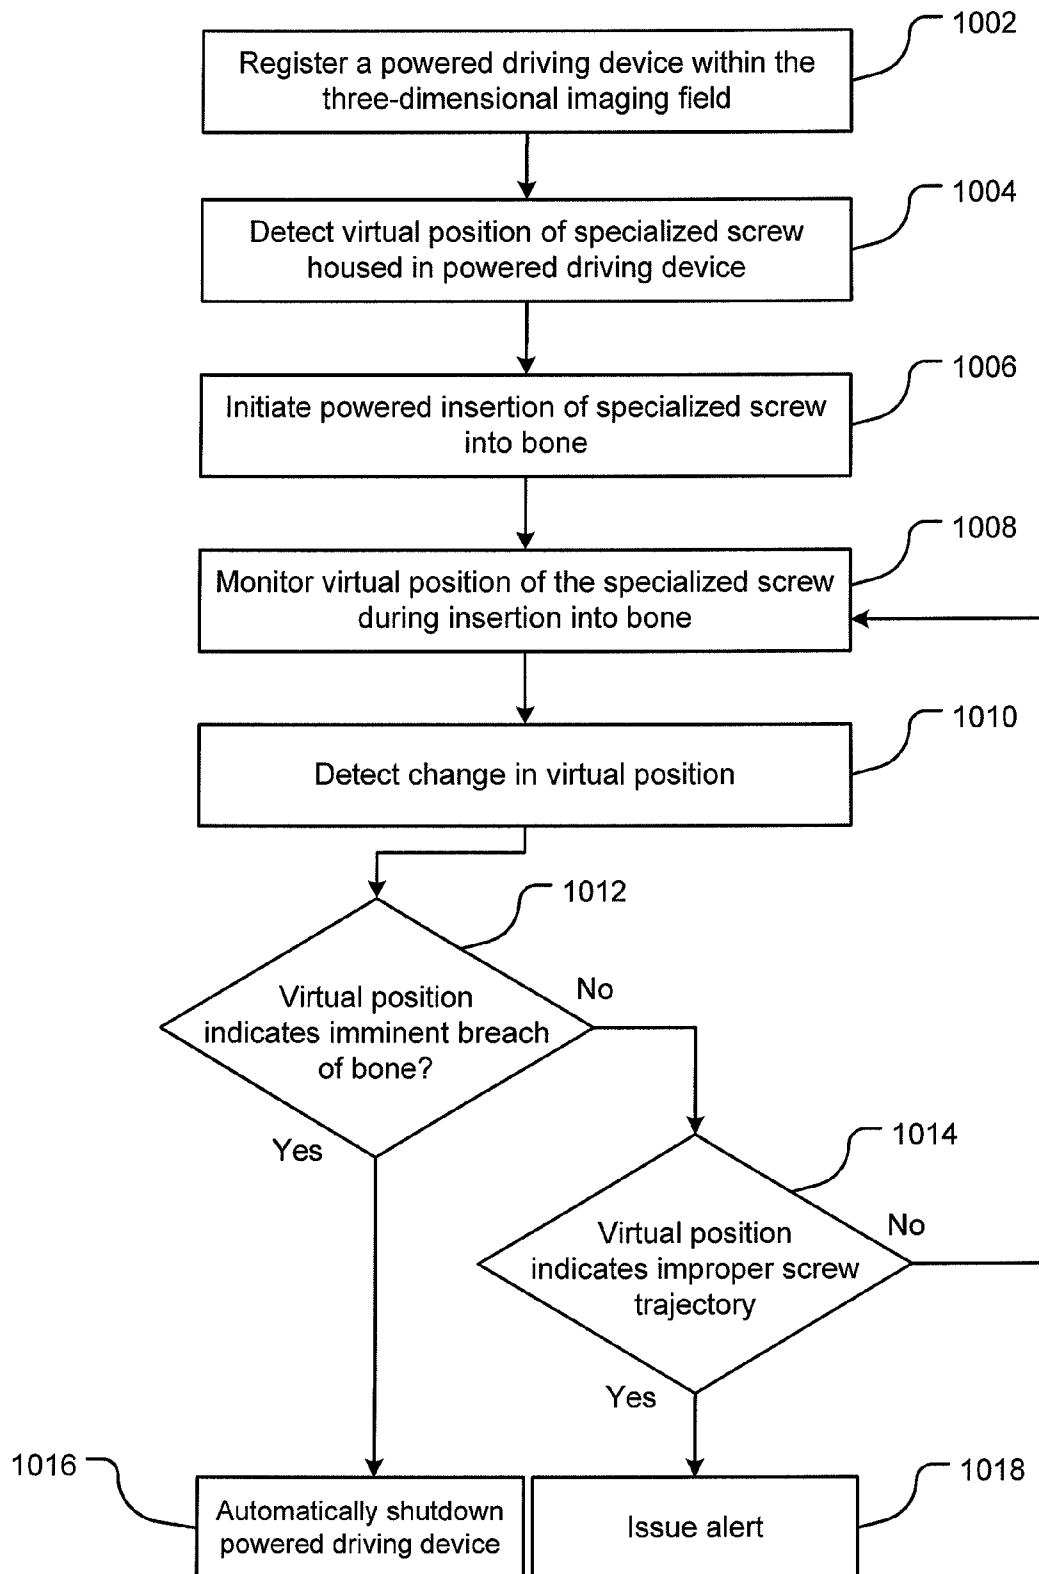 1002
Register a powered driving device within the
three-dimensional imaging field
1004
Detect virtual position of specialized screw
housed in powered driving device
1006
Initiate powered insertion of specialized screw
into bone
1008
Monitor virtual position of the specialized screw
during insertion into bone
1010
Detect change in virtual position
1012
Virtual position
indicates imminent breach
of bone?
No
Yes
1014
Virtual position
indicates improper screw
trajectory
No
Yes
1016
Automatically shutdown
powered driving device
1018
Issue alert